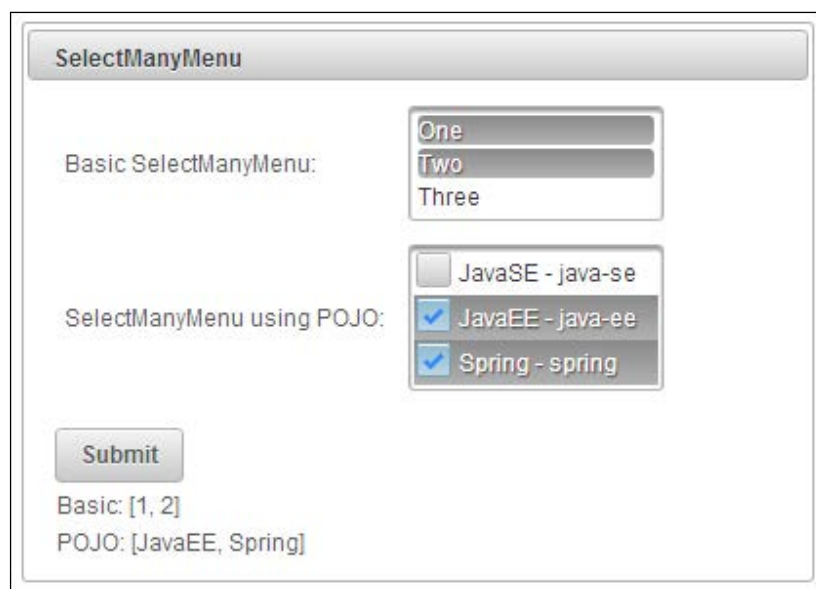 SelectManyMenu
Basic SelectManyMenu:
One
Two
Three
SelectManyMenu using POJO:
JavaSE - java-se
JavaEE - java-ee
Spring - spring
Submit
Basic: [1, 2]
POJO: [JavaEE, Spring]